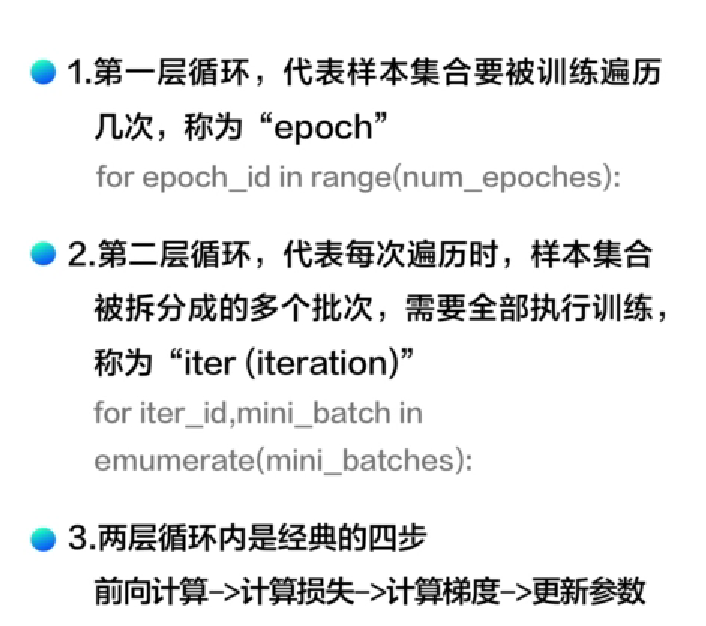 1.第一层循环，代表样本集合要被训练遍历
几次，称为“epoch”
for epoch_id in range(num_epoches):
2.第二层循环，代表每次遍历时，样本集合
被拆分成的多个批次，需要全部执行训练，
称为“iter (iteration)”
for iter_id,mini_batch in
emumerate(mini_batches):
3.两层循环内是经典的四步
前向计算->计算损失->计算梯度->更新参数